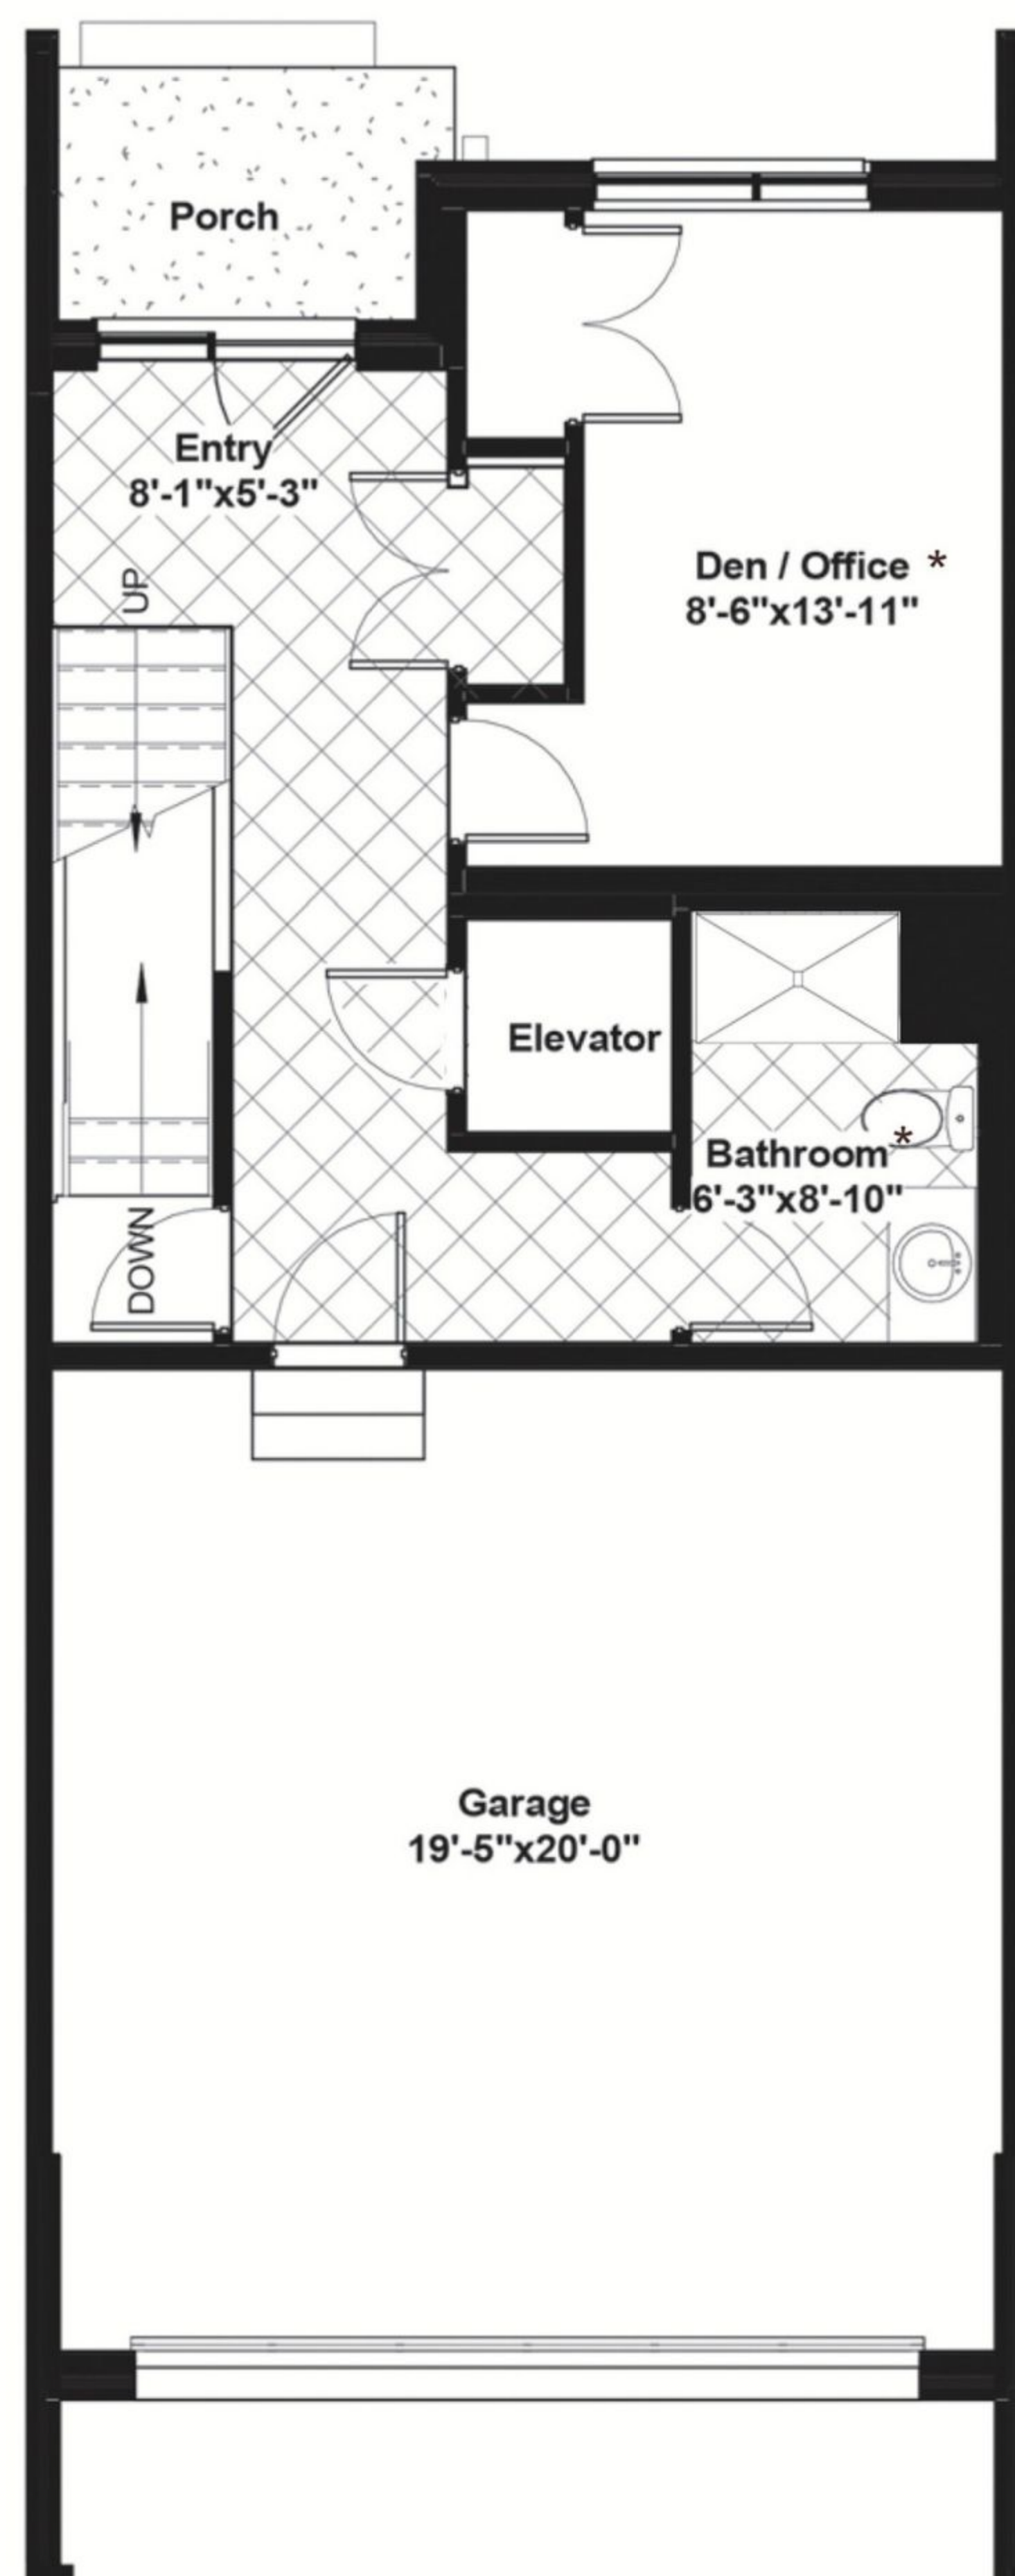 Porch
Entry
8'-1"x5'-3"
UP
Den / Office *
8'-6"x13'-11"
Elevator
Bathroom*
6'-3"x8'-10"
DOWN
Garage
19'-5"x20'-0"